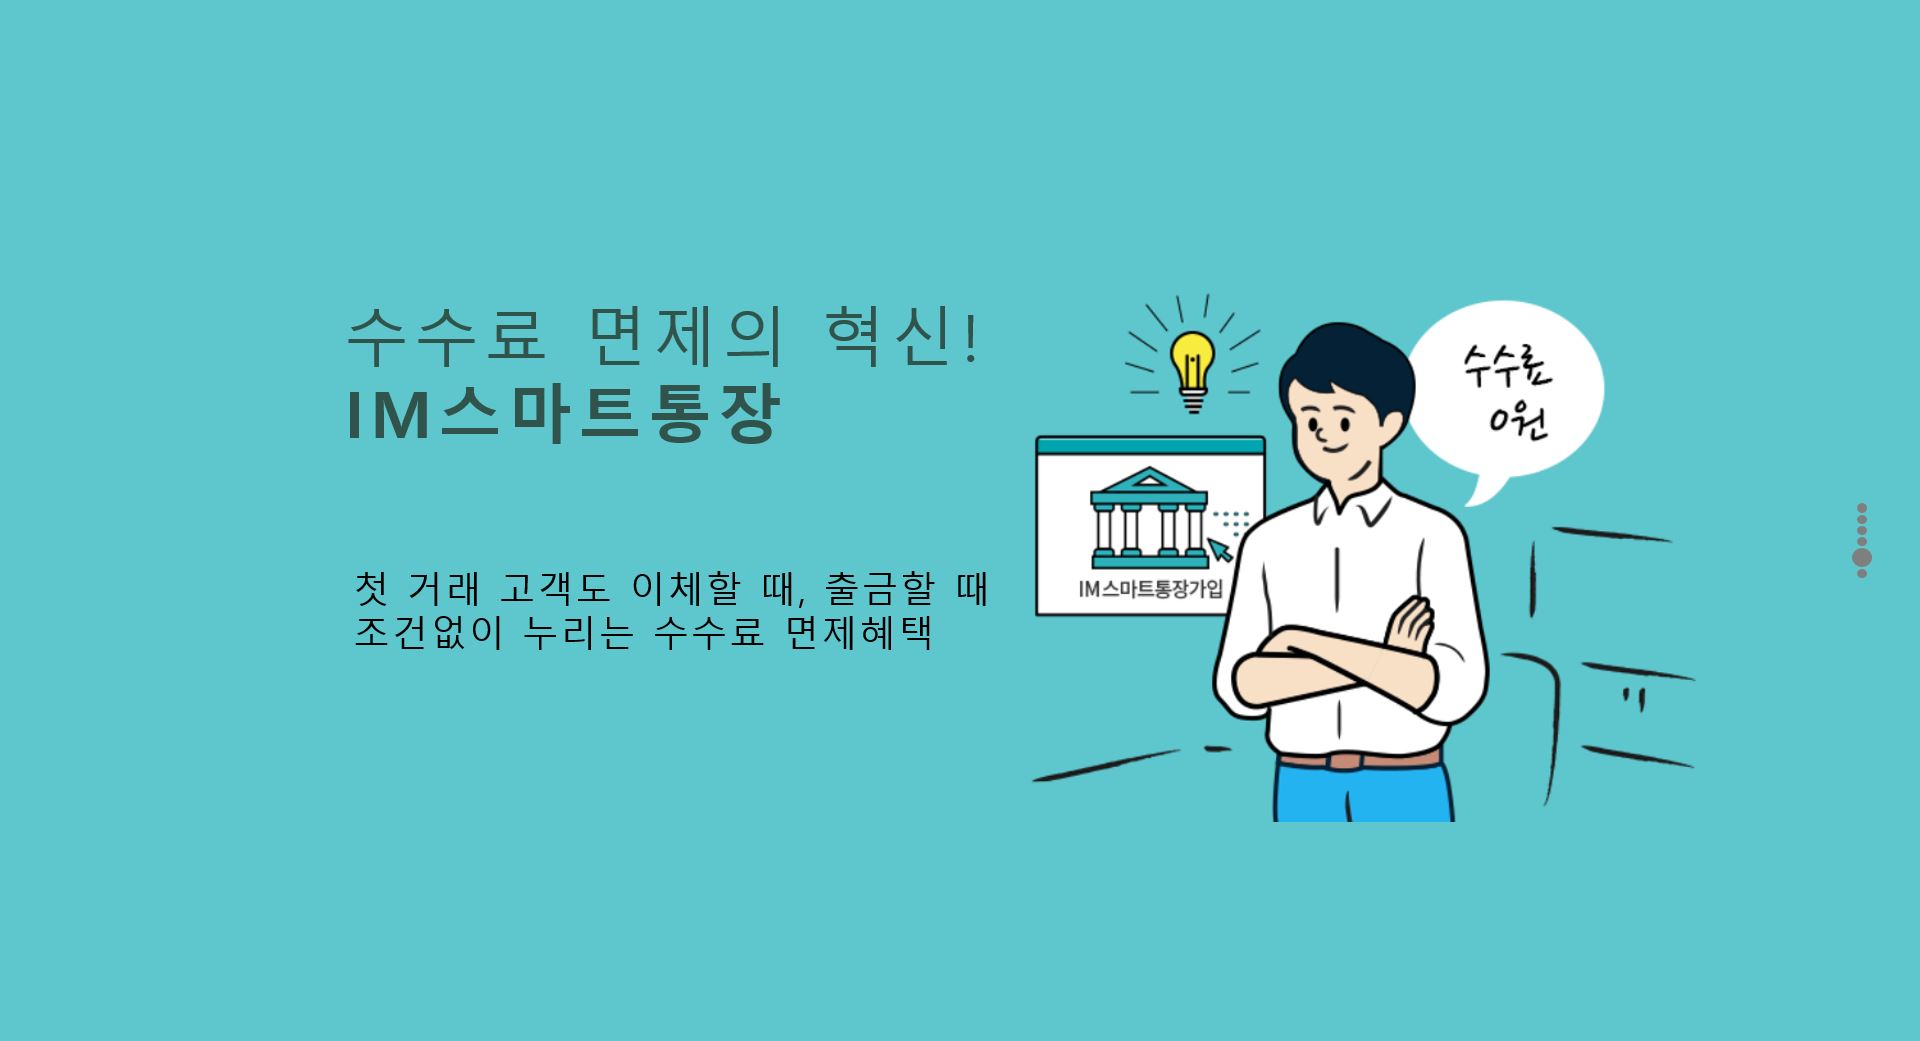 수수료 면제의 혁신!
IM스마트통장
첫 거래 고객도 이체할 때, 출금할 때
조건없이 누리는 수수료 면제혜택
수수료
0원
IM스마트통장가입